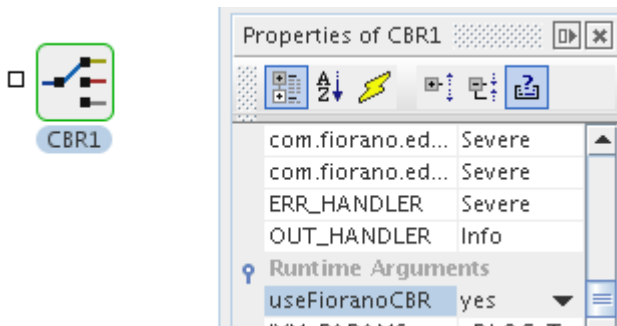 Properties of CBR1
CBR1
com.fiorano.ed... Severe
com.fiorano.ed... Severe
ERR_HANDLER Severe
OUT_HANDLER Info
Runtime Arguments
useFioranoCBR yes